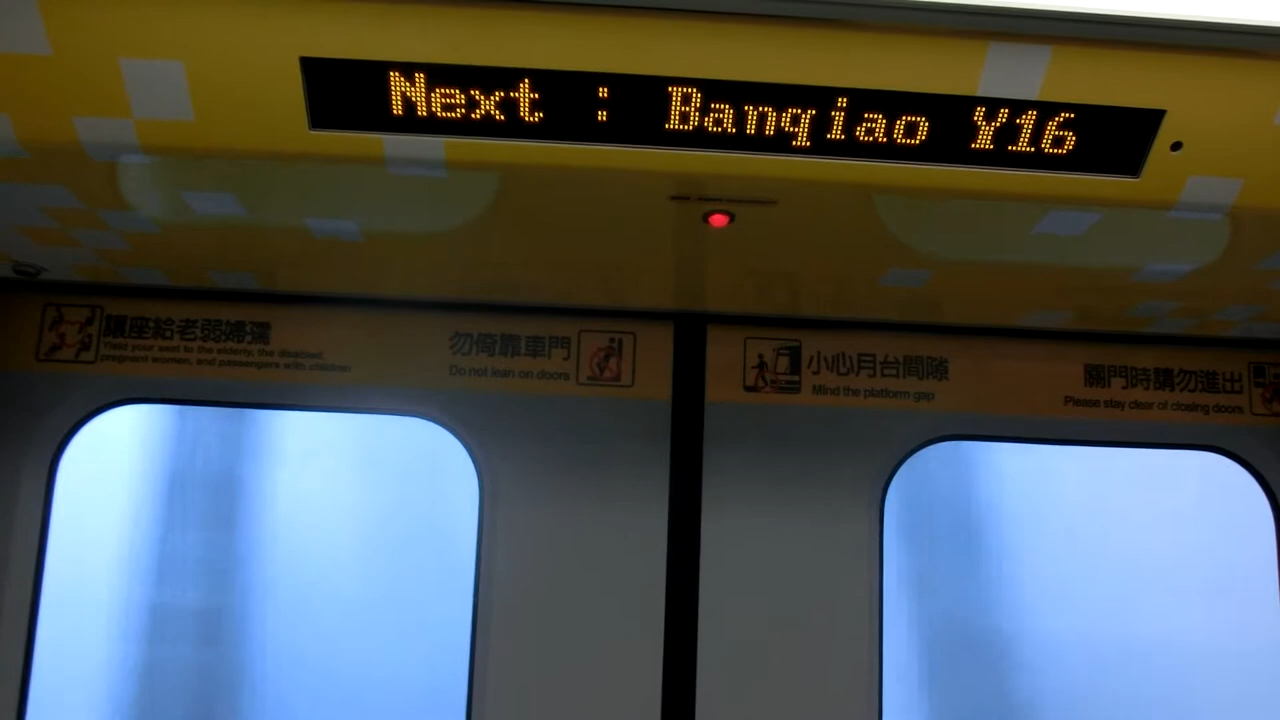 Next : Banqiao Y16
讓座給老弱婦孺
Yield your seat to the elderly, the disabled,
pregnant women, and passengers with children
勿倚靠車門
Do not lean on doors
小心月台間隙
Mind the platform gap
關門時請勿進出
Please stay clear of closing doors